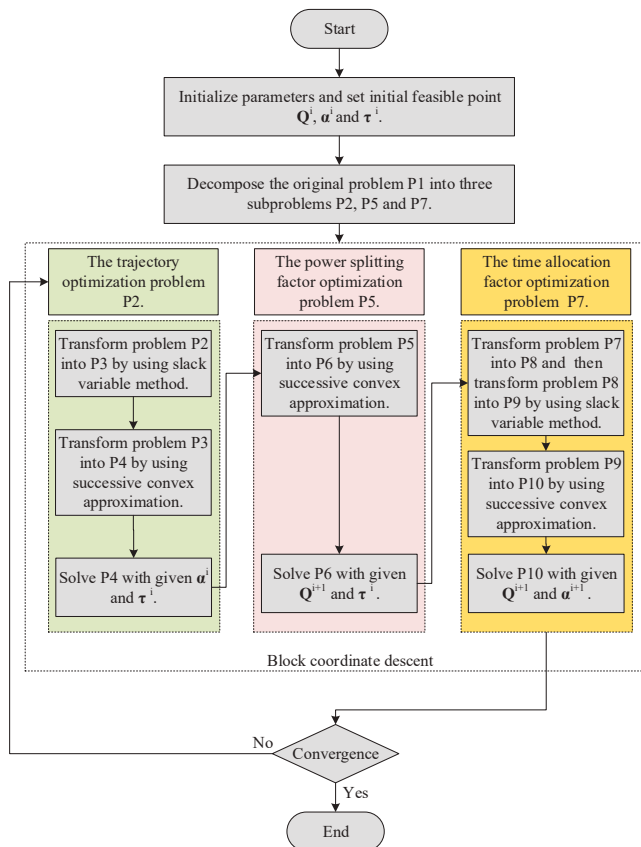 Start
Initialize parameters and set initial feasible point
Qⁱ, αⁱ and τ ⁱ.
Decompose the original problem P1 into three
subproblems P2, P5 and P7.
The trajectory
optimization problem
P2.
Transform problem P2
into P3 by using slack
variable method.
Transform problem P3
into P4 by using
successive convex
approximation.
Solve P4 with given αⁱ
and τ ⁱ.
The power splitting
factor optimization
problem P5.
Transform problem P5
into P6 by using
successive convex
approximation.
Solve P6 with given
Qⁱ⁺¹ and τ ⁱ.
The time allocation
factor optimization
problem P7.
Transform problem P7
into P8 and then
transform problem P8
into P9 by using slack
variable method.
Transform problem P9
into P10 by using
successive convex
approximation.
Solve P10 with given
Qⁱ⁺¹ and αⁱ⁺¹ .
Block coordinate descent
No
Convergence
Yes
End